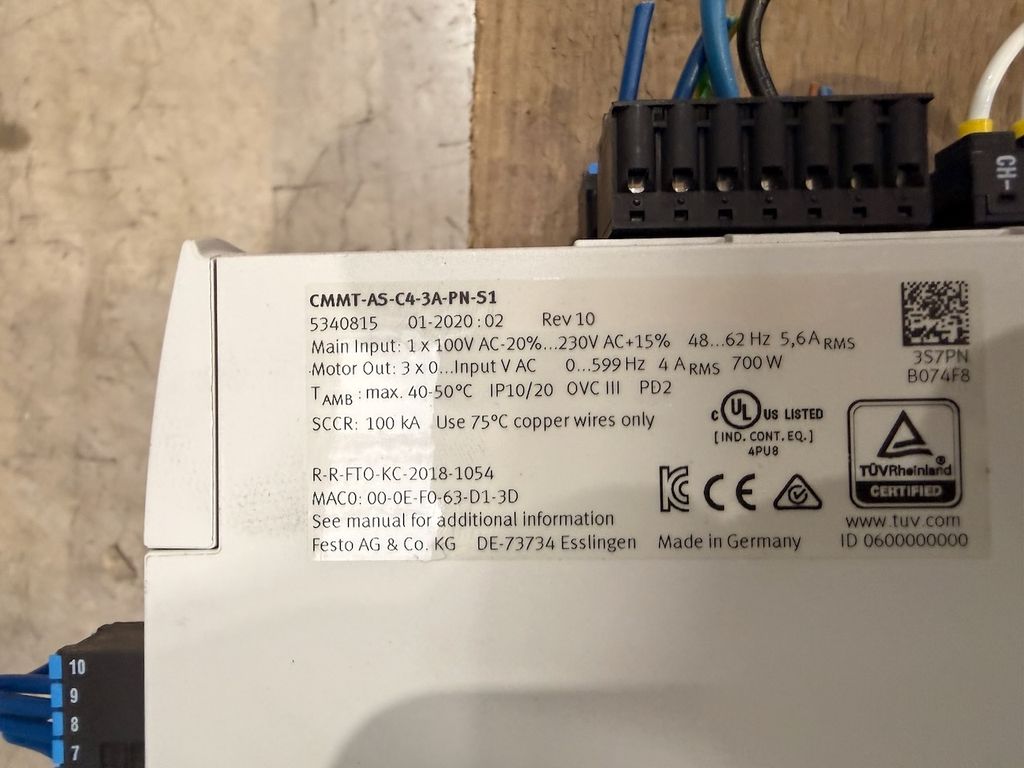 CH-
CMMT-AS-C4-3A-PN-S1
5340815 01-2020:02 Rev 10
Main Input: 1 x 100V AC-20%...230V AC+15% 48...62 Hz 5,6 A RMS
Motor Out: 3 x 0...Input V AC 0...599 Hz 4 A RMS 700 W
3S7PN
B074F8
TAMB : max. 40-50°C IP10/20 OVC III PD2
SCCR: 100 kA Use 75°C copper wires only
C UL US LISTED
[IND. CONT. EQ.]
4PU8
R-R-FTO-KC-2018-1054
MAC0: 00-0E-F0-63-D1-3D
See manual for additional information
Festo AG & Co. KG DE-73734 Esslingen Made in Germany
KC CE
TÜVRheinland®
CERTIFIED
www.tuv.com
ID 0600000000
10
9
8
7